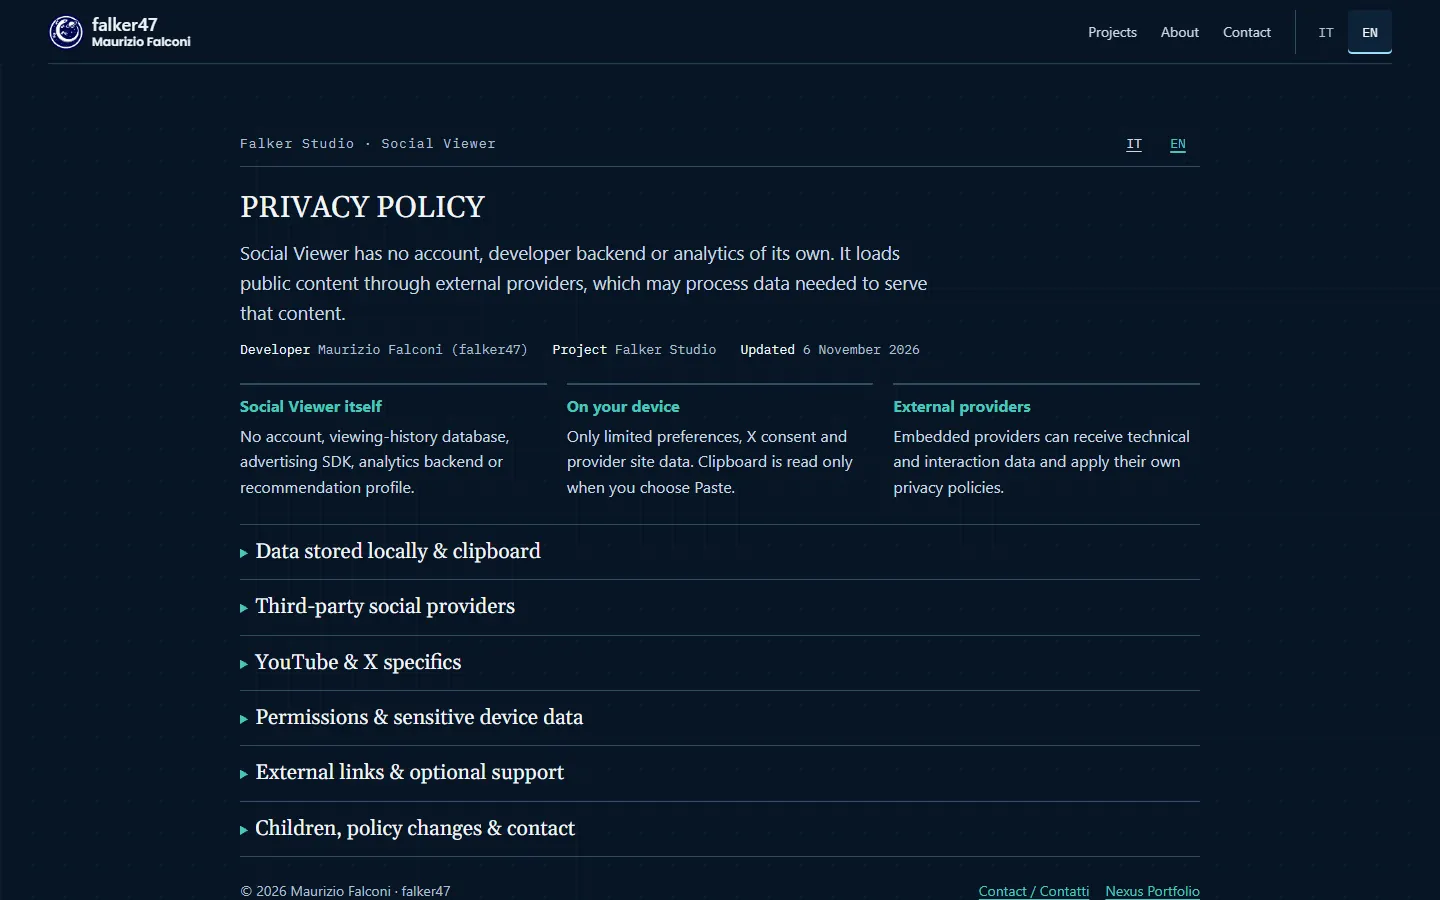 falker47
Maurizio Falconi
Projects About Contact IT EN
Falker Studio · Social Viewer IT EN
PRIVACY POLICY
Social Viewer has no account, developer backend or analytics of its own. It loads
public content through external providers, which may process data needed to serve
that content.
Developer Maurizio Falconi (falker47) Project Falker Studio Updated 6 November 2026
Social Viewer itself
No account, viewing-history database,
advertising SDK, analytics backend or
recommendation profile.
On your device
Only limited preferences, X consent and
provider site data. Clipboard is read only
when you choose Paste.
External providers
Embedded providers can receive technical
and interaction data and apply their own
privacy policies.
Data stored locally & clipboard
Third-party social providers
YouTube & X specifics
Permissions & sensitive device data
External links & optional support
Children, policy changes & contact
© 2026 Maurizio Falconi · falker47 Contact / Contatti Nexus Portfolio